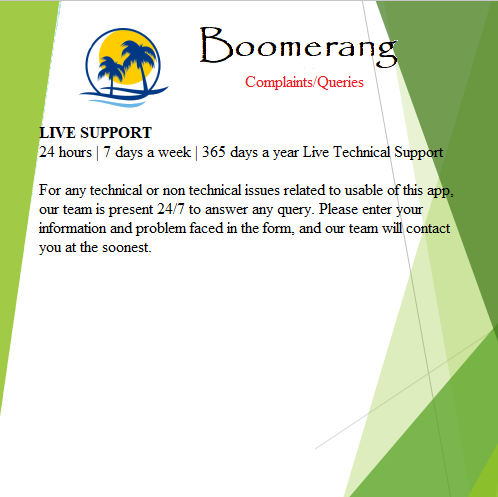 Boomerang
Complaints/Queries
LIVE SUPPORT
24 hours | 7 days a week | 365 days a year Live Technical Support
For any technical or non technical issues related to usable of this app,
our team is present 24/7 to answer any query. Please enter your
information and problem faced in the form, and our team will contact
you at the soonest.